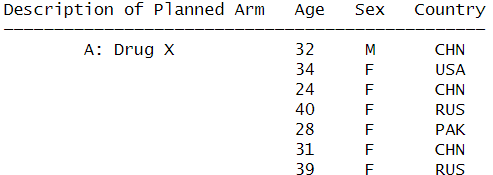 Description of Planned Arm Age Sex Country
A: Drug X 32 M CHN
34 F USA
24 F CHN
40 F RUS
28 F PAK
31 F CHN
39 F RUS